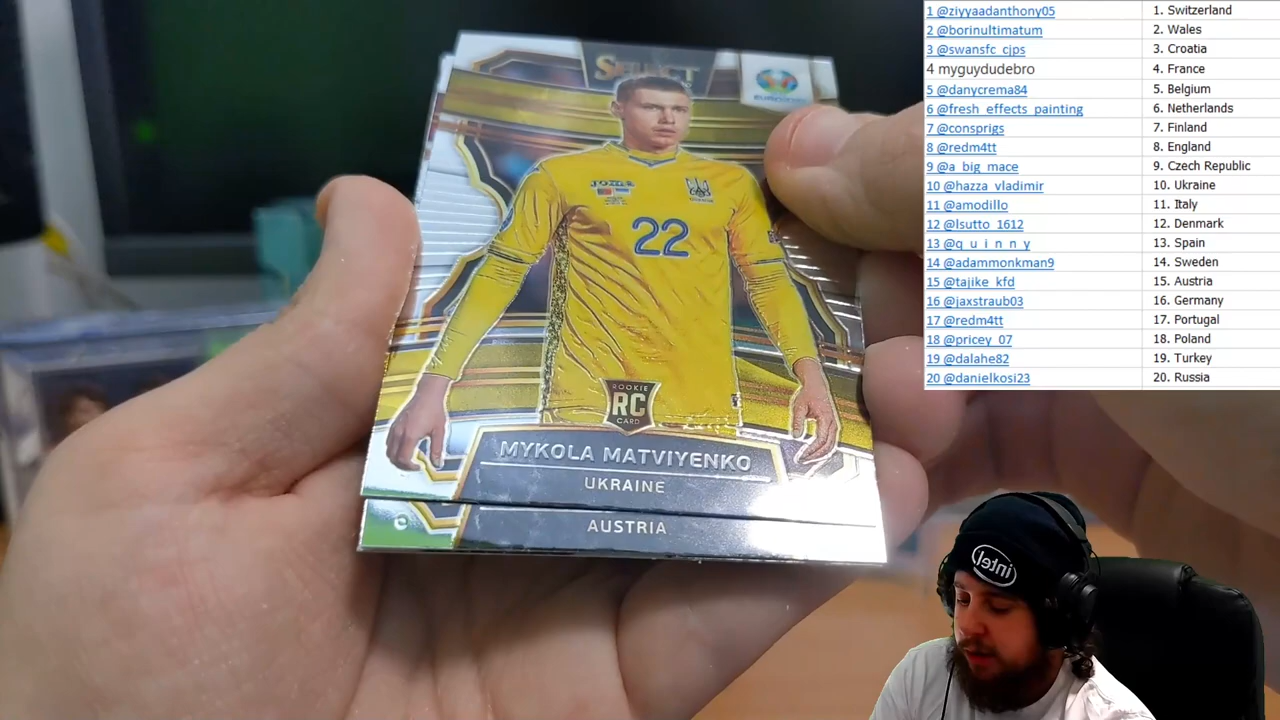 SELECT
JOMA
22
ROOKIE
RC
CARD
MYKOLA MATVIYENKO
UKRAINE
AUSTRIA
1 @ziyyaadanthony05 1. Switzerland
2 @borinultimatum 2. Wales
3 @swansfc_cjps 3. Croatia
4 myguydudebro 4. France
5 @danycrema84 5. Belgium
6 @fresh_effects_painting 6. Netherlands
7 @consprigs 7. Finland
8 @redm4tt 8. England
9 @a_big_mace 9. Czech Republic
10 @hazza_vladimir 10. Ukraine
11 @amodillo 11. Italy
12 @lsutto_1612 12. Denmark
13 @q_u_i_n_n_y 13. Spain
14 @adammonkman9 14. Sweden
15 @tajike_kfd 15. Austria
16 @jaxstraub03 16. Germany
17 @redm4tt 17. Portugal
18 @pricey_07 18. Poland
19 @dalahe82 19. Turkey
20 @danielkosi23 20. Russia
intel